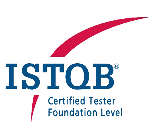 ISTQB®
Certified Tester
Foundation Level